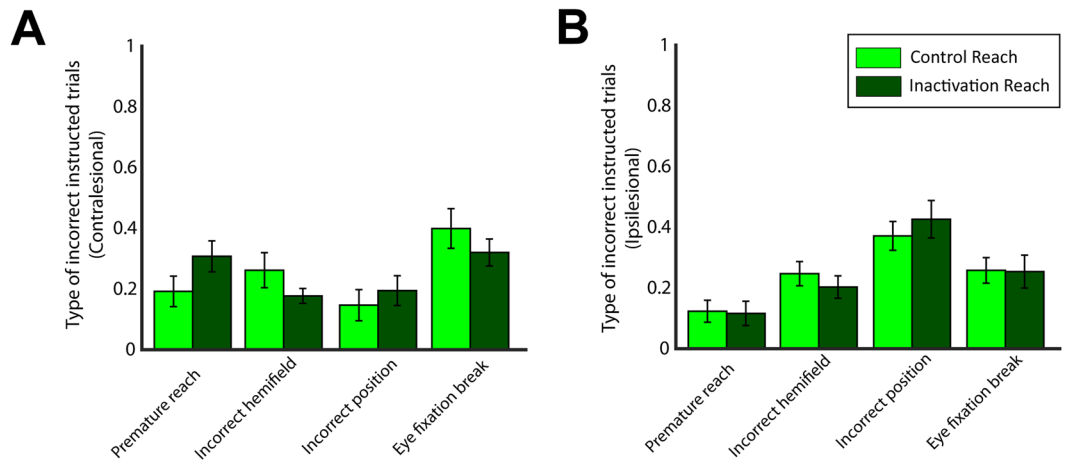 A
Type of incorrect instructed trials
(Contralesional)
1
0.8
0.6
0.4
0.2
0
Premature reach
Incorrect hemifield
Incorrect position
Eye fixation break
B
Type of incorrect instructed trials
(Ipsilesional)
1
0.8
0.6
0.4
0.2
0
Premature reach
Incorrect hemifield
Incorrect position
Eye fixation break
Control Reach
Inactivation Reach